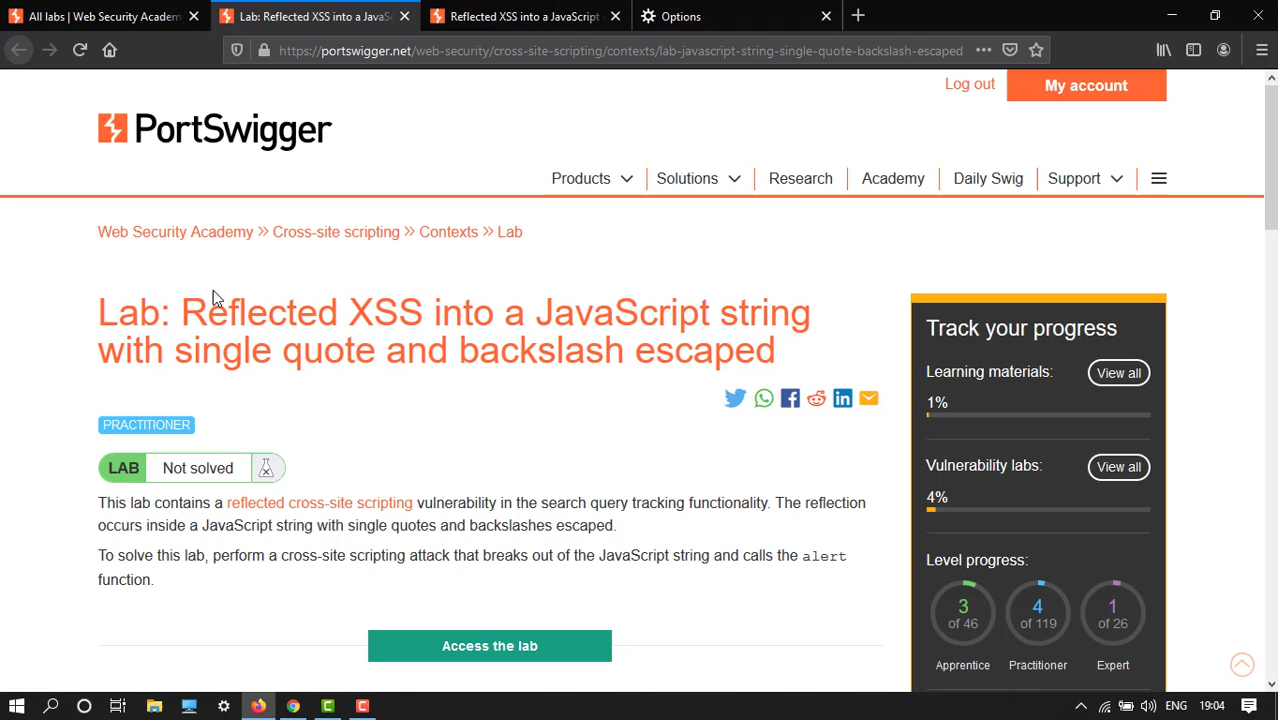 All labs | Web Security Academ
Lab: Reflected XSS into a JavaSc
Reflected XSS into a JavaScript
Options
https://portswigger.net/web-security/cross-site-scripting/contexts/lab-javascript-string-single-quote-backslash-escaped
Log out
My account
PortSwigger
Products
Solutions
Research
Academy
Daily Swig
Support
Web Security Academy » Cross-site scripting » Contexts » Lab
Lab: Reflected XSS into a JavaScript string
with single quote and backslash escaped
PRACTITIONER
LAB Not solved
This lab contains a reflected cross-site scripting vulnerability in the search query tracking functionality. The reflection
occurs inside a JavaScript string with single quotes and backslashes escaped.
To solve this lab, perform a cross-site scripting attack that breaks out of the JavaScript string and calls the alert
function.
Access the lab
Track your progress
Learning materials: View all
1%
Vulnerability labs: View all
4%
Level progress:
3 4 1
of 46 of 119 of 26
Apprentice Practitioner Expert
ENG 19:04